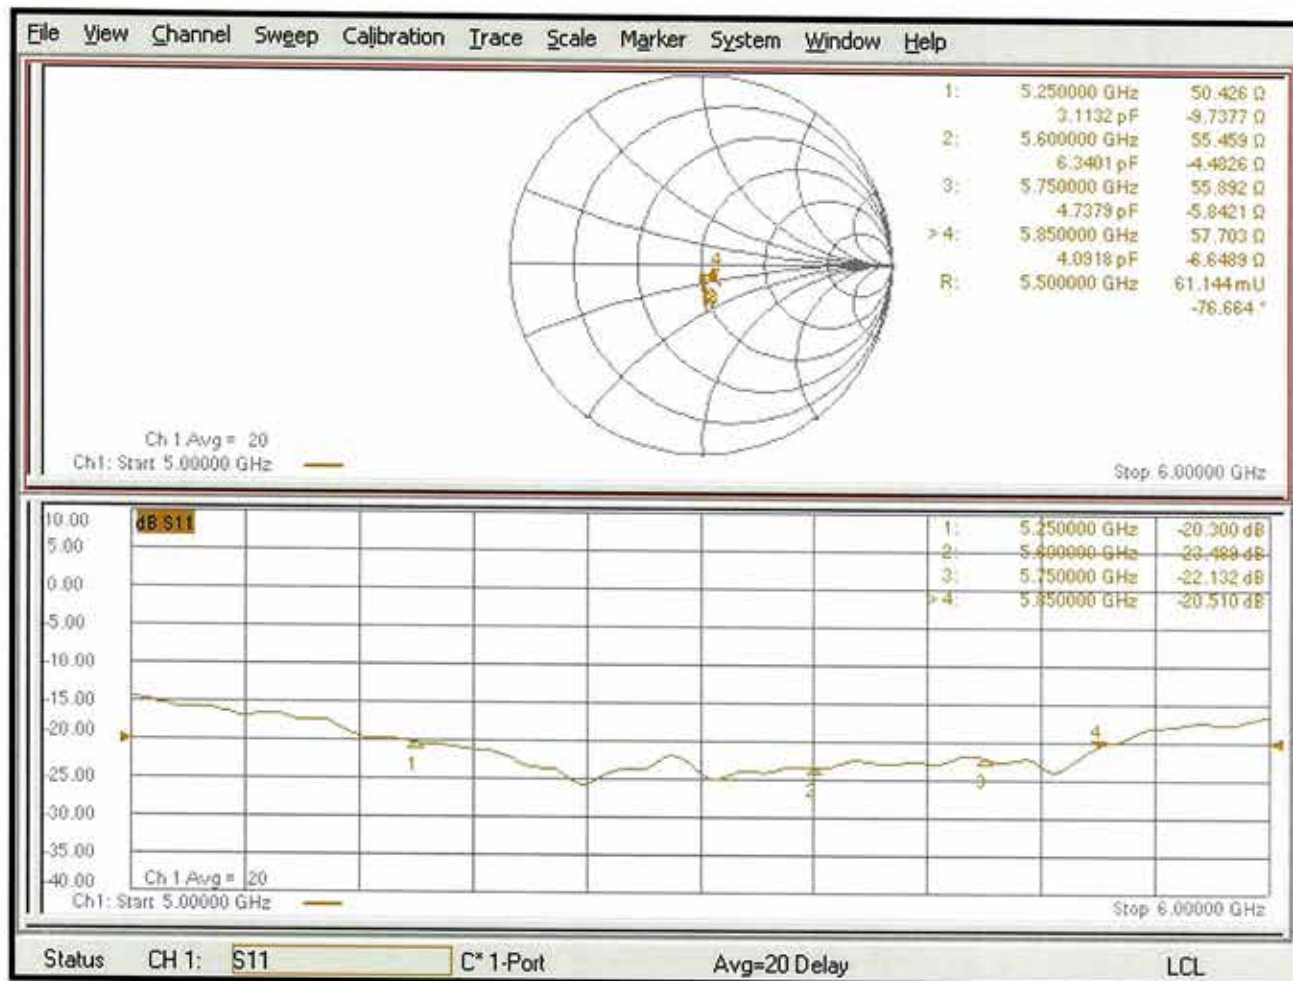 File View Channel Sweep Calibration Trace Scale Marker System Window Help
1: 5.250000 GHz 50.426 Ω
3.1132 pF -9.7377 Ω
2: 5.600000 GHz 55.459 Ω
6.3401 pF -4.4826 Ω
3: 5.750000 GHz 55.892 Ω
4.7379 pF -5.8421 Ω
> 4: 5.850000 GHz 57.703 Ω
4.0918 pF -6.6489 Ω
R: 5.500000 GHz 61.144 mU
-76.664 °
4
Ch 1 Avg = 20
Ch1: Start 5.00000 GHz
Stop 6.00000 GHz
dB S11
10.00
5.00
0.00
-5.00
-10.00
-15.00
-20.00
-25.00
-30.00
-35.00
-40.00
1: 5.250000 GHz -20.300 dB
2: 5.600000 GHz -23.489 dB
3: 5.750000 GHz -22.132 dB
> 4: 5.850000 GHz -20.510 dB
1
2
3
4
Ch 1 Avg = 20
Ch1: Start 5.00000 GHz
Stop 6.00000 GHz
Status CH 1: S11 C* 1-Port Avg=20 Delay LCL